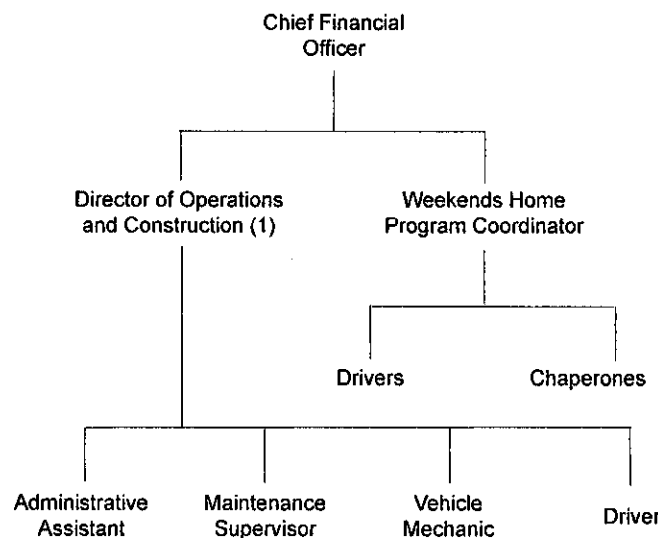 Chief Financial
Officer
Director of Operations
and Construction (1)
Weekends Home
Program Coordinator
Drivers
Chaperones
Administrative
Assistant
Maintenance
Supervisor
Vehicle
Mechanic
Driver